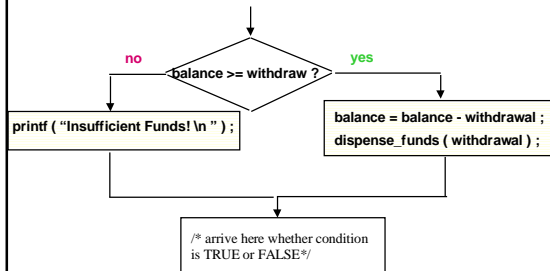 no
yes
balance >= withdraw ?
printf ( “Insufficient Funds! \n ” ) ;
balance = balance - withdrawal ;
dispense_funds ( withdrawal ) ;
/* arrive here whether condition
is TRUE or FALSE*/